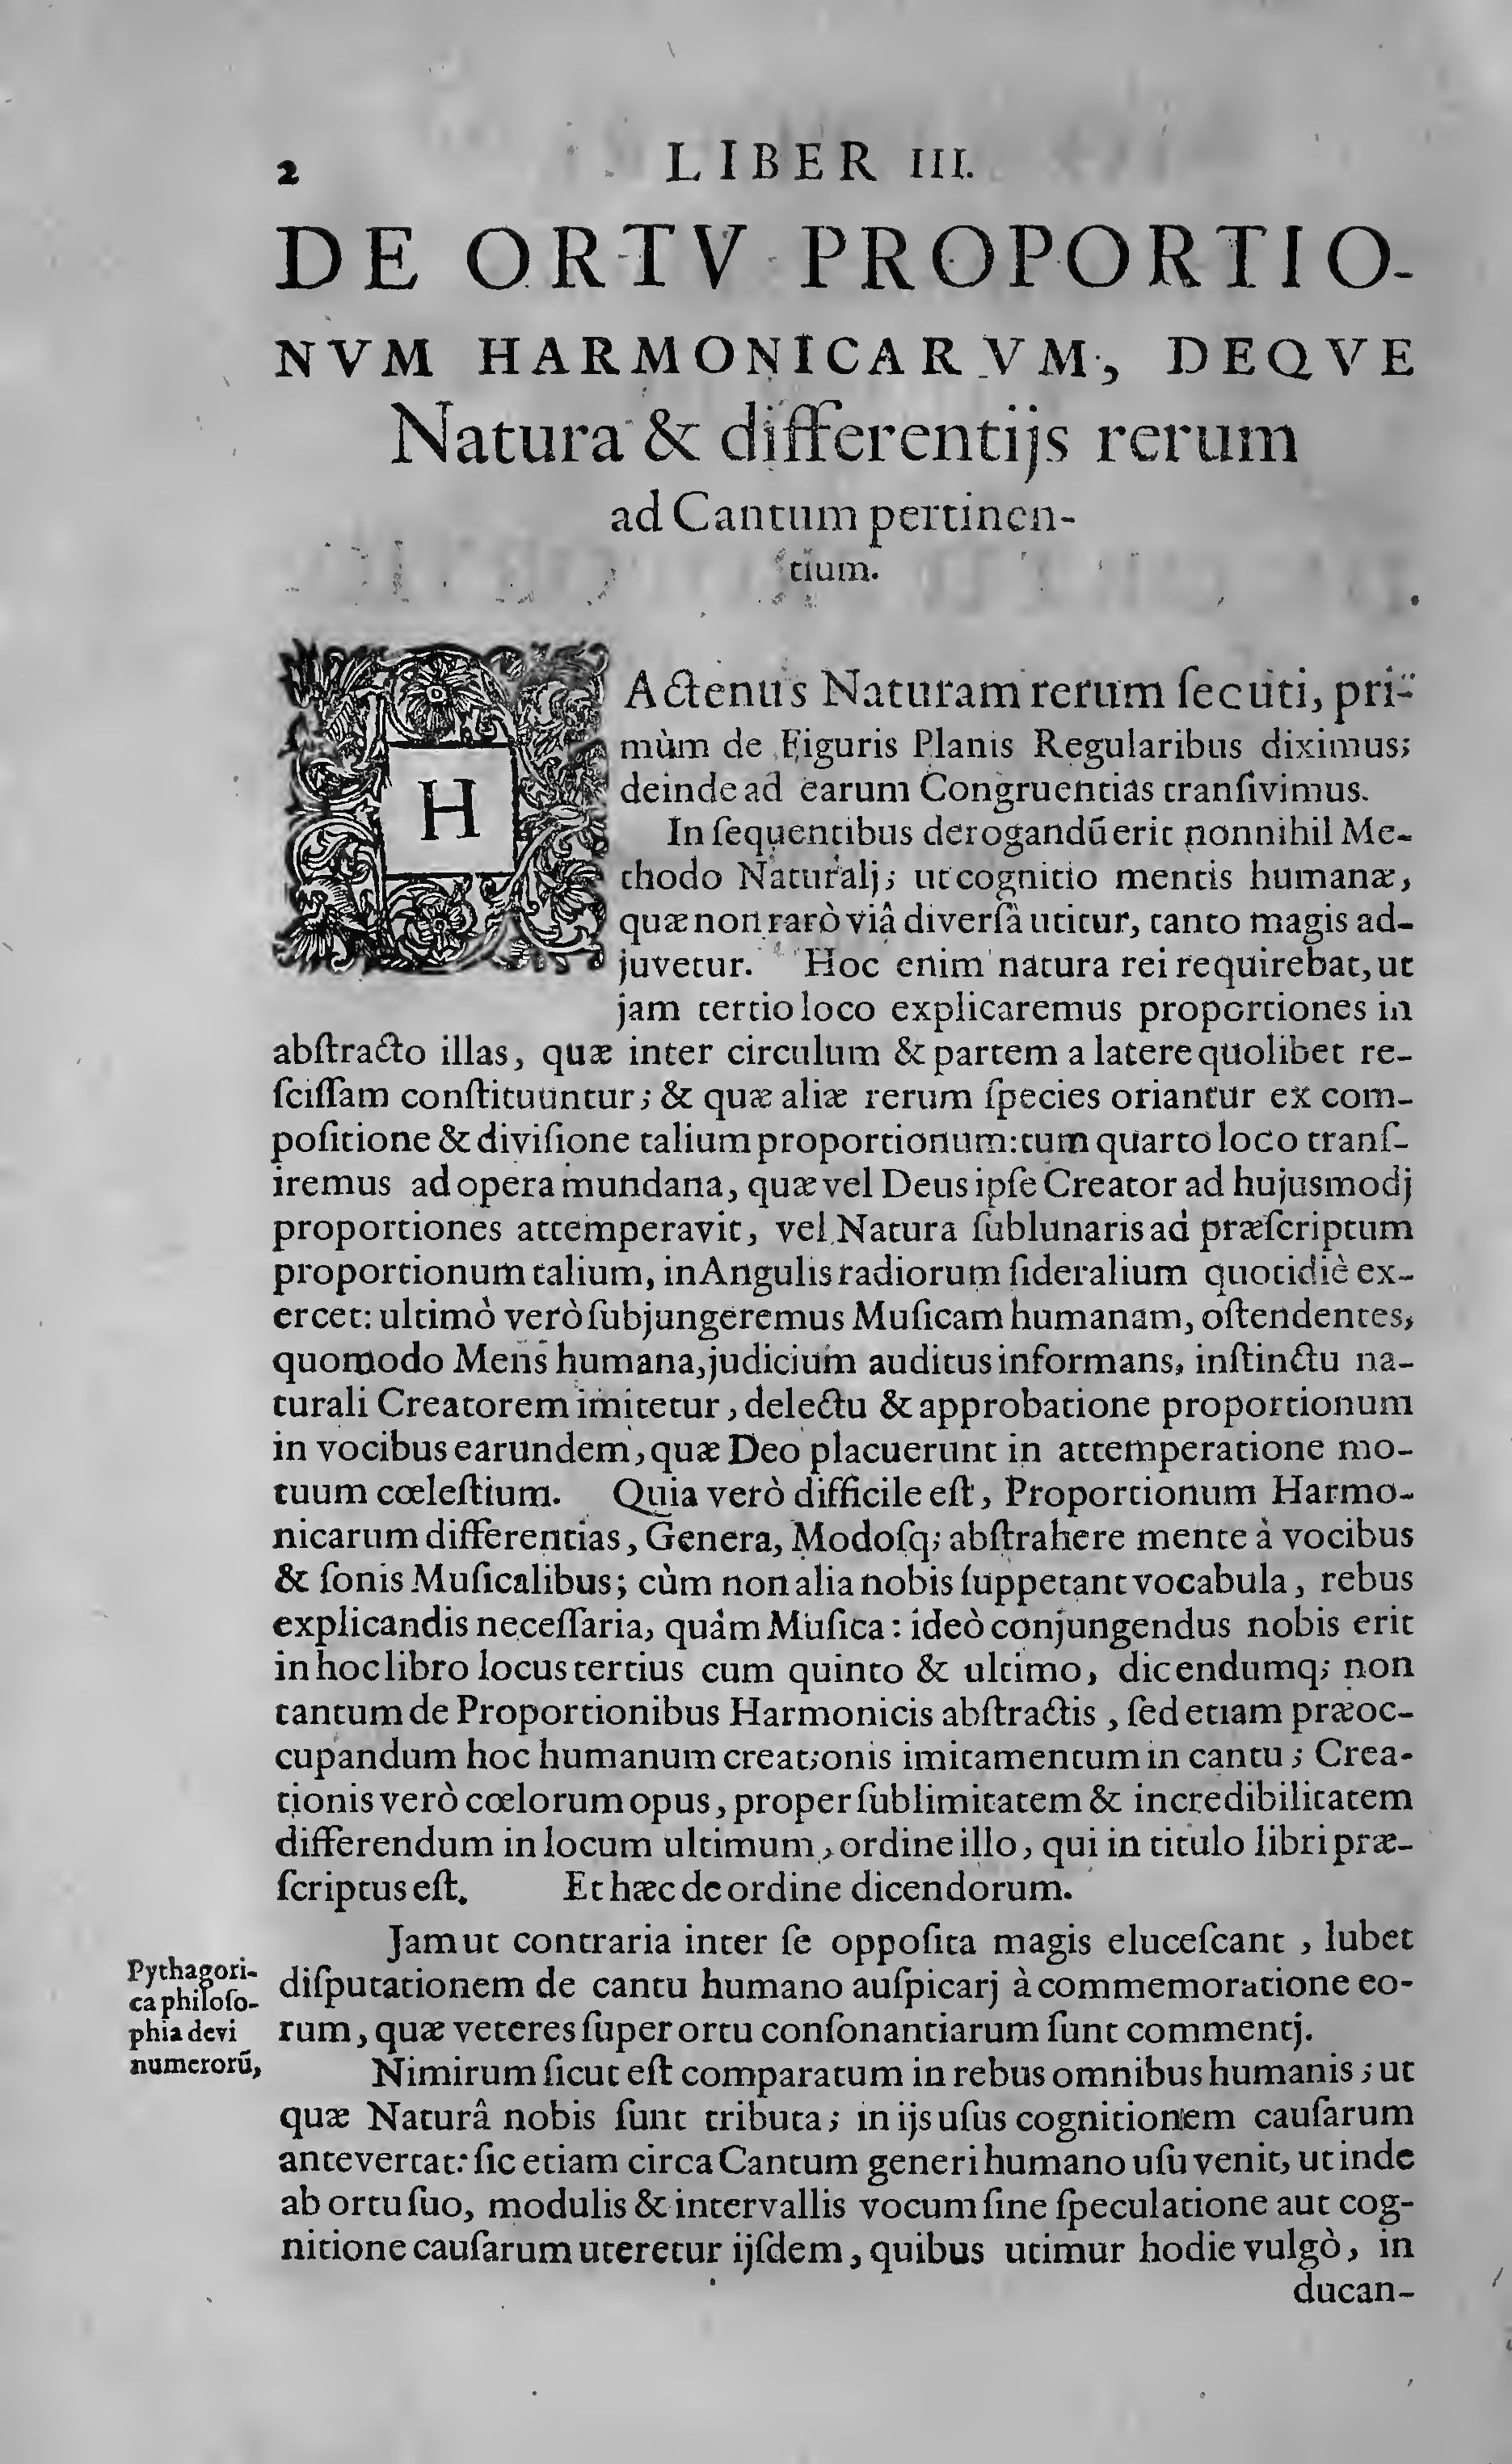 2 LIBER III.
DE ORTV PROPORTIO-
NVM HARMONICARVM, DEQVE
Natura & differentijs rerum
ad Cantum pertinen-
tium.
HActenus Naturam rerum ſecuti, pri-
mùm de Figuris Planis Regularibus diximus;
deinde ad earum Congruentias tranſivimus.
In ſequentibus derogandū erit nonnihil Me-
thodo Naturalj; ut cognitio mentis humanæ,
quæ non rarò viâ diverſâ utitur, tanto magis ad-
juvetur. Hoc enim natura rei requirebat, ut
jam tertio loco explicaremus proportiones in
abſtracto illas, quæ inter circulum & partem a latere quolibet re-
ſciſſam conſtituuntur; & quæ aliæ rerum ſpecies oriantur ex com-
poſitione & diviſione talium proportionum: tum quarto loco tranſ-
iremus ad opera mundana, quæ vel Deus ipſe Creator ad hujusmodj
proportiones attemperavit, vel Natura ſublunaris ad præſcriptum
proportionum talium, in Angulis radiorum ſideralium quotidiè ex-
ercet: ultimò verò ſubjungeremus Muſicam humanam, oſtendentes,
quomodo Mens humana, judicium auditus informans, inſtinctu na-
turali Creatorem imitetur, delectu & approbatione proportionum
in vocibus earundem, quæ Deo placuerunt in attemperatione mo-
tuum cœleſtium. Quia verò difficile eſt, Proportionum Harmo-
nicarum differentias, Genera, Modoſq; abſtrahere mente à vocibus
& ſonis Muſicalibus; cùm non alia nobis ſuppetant vocabula, rebus
explicandis neceſſaria, quàm Muſica: ideò conjungendus nobis erit
in hoc libro locus tertius cum quinto & ultimo, dicendumq; non
tantum de Proportionibus Harmonicis abſtractis, ſed etiam præoc-
cupandum hoc humanum creationis imitamentum in cantu; Crea-
tionis verò cœlorum opus, proper ſublimitatem & incredibilitatem
differendum in locum ultimum, ordine illo, qui in titulo libri præ-
ſcriptus eſt. Et hæc de ordine dicendorum.
Jam ut contraria inter ſe oppoſita magis eluceſcant, lubet
diſputationem de cantu humano auſpicarj à commemoratione eo-
rum, quæ veteres ſuper ortu conſonantiarum ſunt commentj.
Pythagori-
ca philoſo-
phia de vi
numerorū,
Nimirum ſicut eſt comparatum in rebus omnibus humanis; ut
quæ Naturâ nobis ſunt tributa; in ijs uſus cognitionem cauſarum
antevertat: ſic etiam circa Cantum generi humano uſu venit, ut inde
ab ortu ſuo, modulis & intervallis vocum ſine ſpeculatione aut cog-
nitione cauſarum uteretur ijſdem, quibus utimur hodie vulgò, in
ducan-